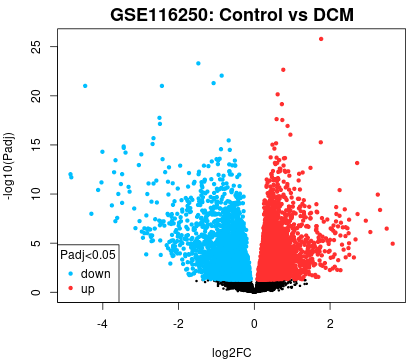 GSE116250: Control vs DCM
-log10(Padj)
25
20
15
10
5
0
Padj<0.05
down
up
-4 -2 0 2
log2FC